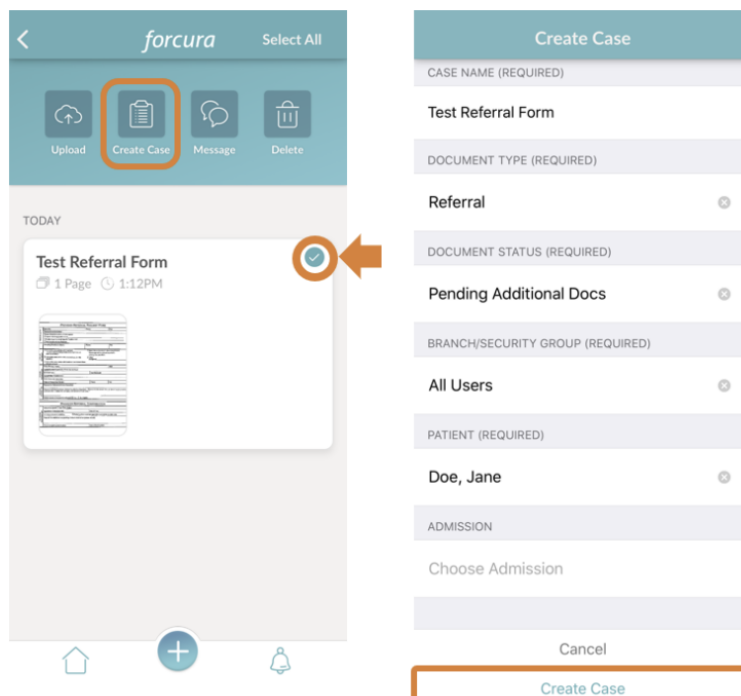 forcura
Select All
Upload
Create Case
Message
Delete
TODAY
Test Referral Form
1 Page
1:12PM
Create Case
CASE NAME (REQUIRED)
Test Referral Form
DOCUMENT TYPE (REQUIRED)
Referral
DOCUMENT STATUS (REQUIRED)
Pending Additional Docs
BRANCH/SECURITY GROUP (REQUIRED)
All Users
PATIENT (REQUIRED)
Doe, Jane
ADMISSION
Choose Admission
Cancel
Create Case